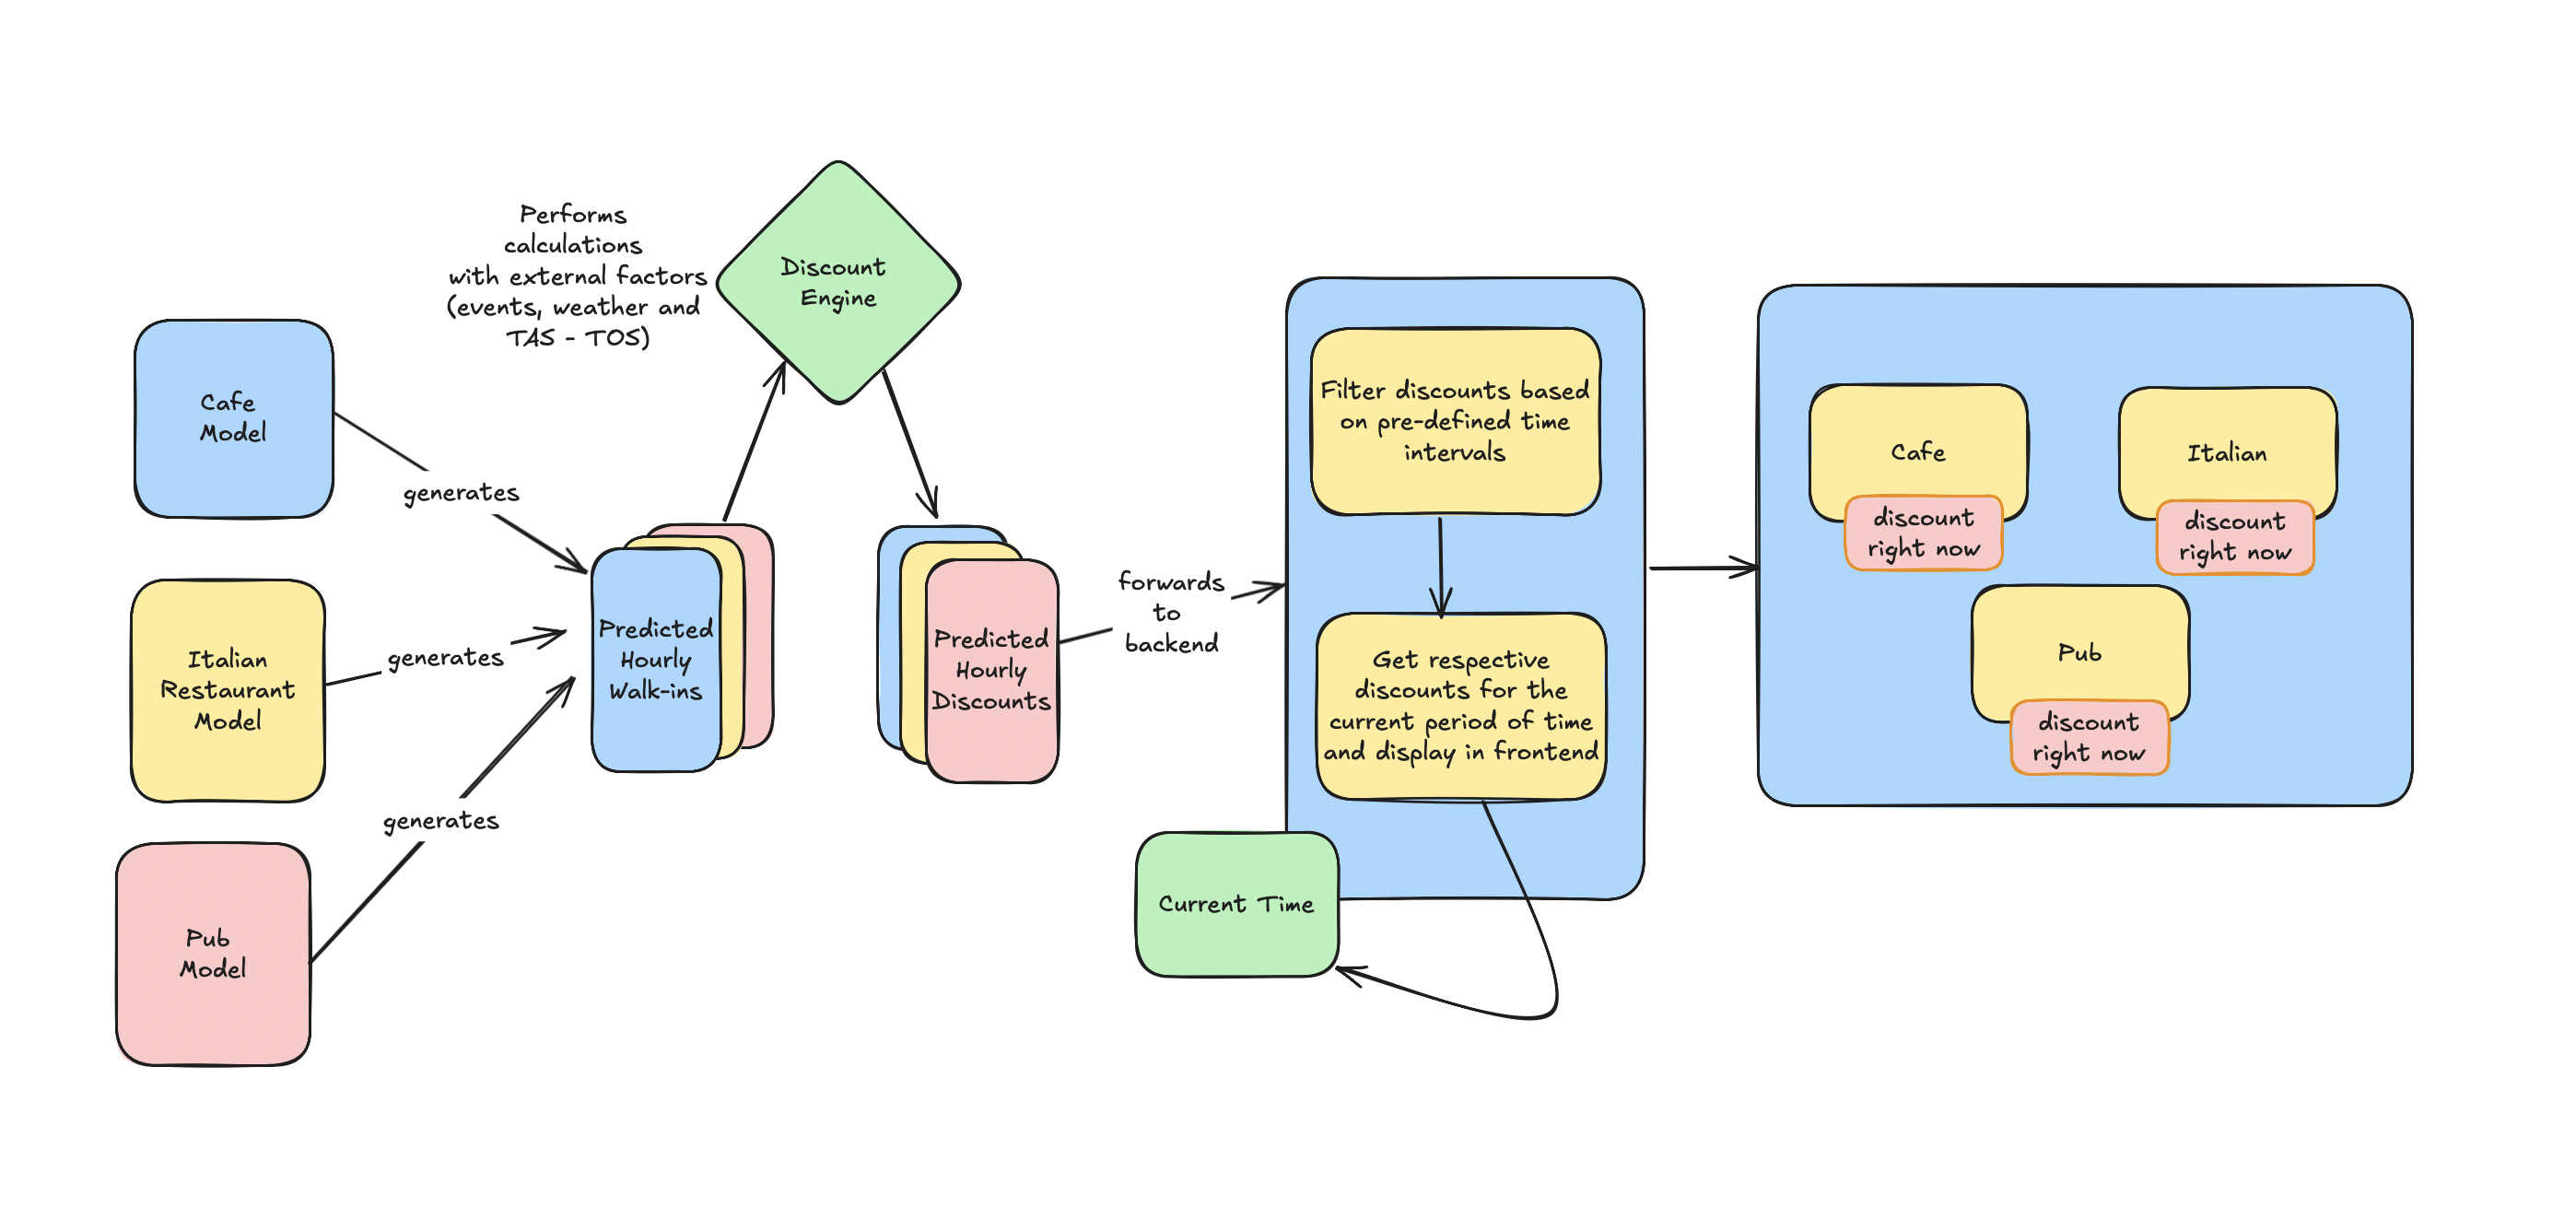 Performs
calculations
with external factors
(events, weather and
TAS - TOS)
Discount
Engine
Cafe
Model
generates
Italian
Restaurant
Model
generates
Pub
Model
generates
Predicted
Hourly
Walk-ins
Predicted
Hourly
Discounts
forwards
to
backend
Filter discounts based
on pre-defined time
intervals
Get respective
discounts for the
current period of time
and display in frontend
Current Time
Cafe
discount
right now
Italian
discount
right now
Pub
discount
right now